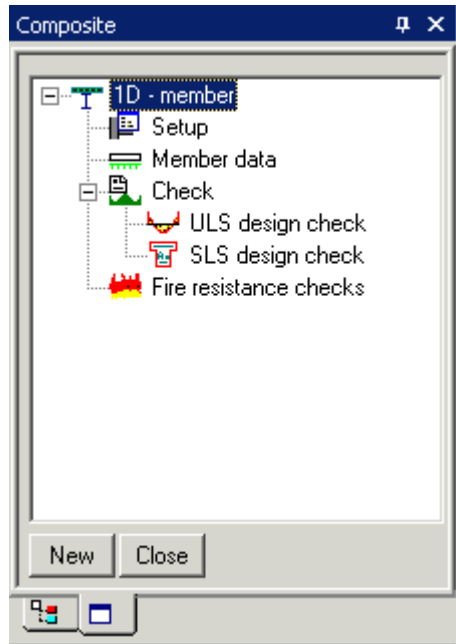 Composite
1D - member
Setup
Member data
Check
ULS design check
SLS design check
Fire resistance checks
New Close